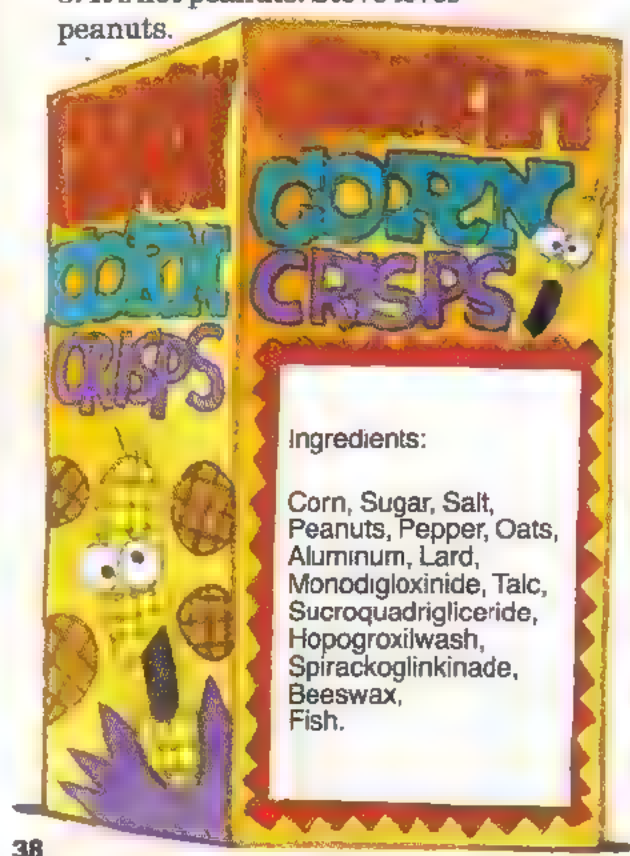 peanuts.
CORN
CRISPS
CORN
CRISPS
Ingredients:
Corn, Sugar, Salt,
Peanuts, Pepper, Oats,
Aluminum, Lard,
Monodigloxinide, Talc,
Sucroquadrigliceride,
Hopogroxilwash,
Spirackoglinkinade,
Beeswax,
Fish.
38